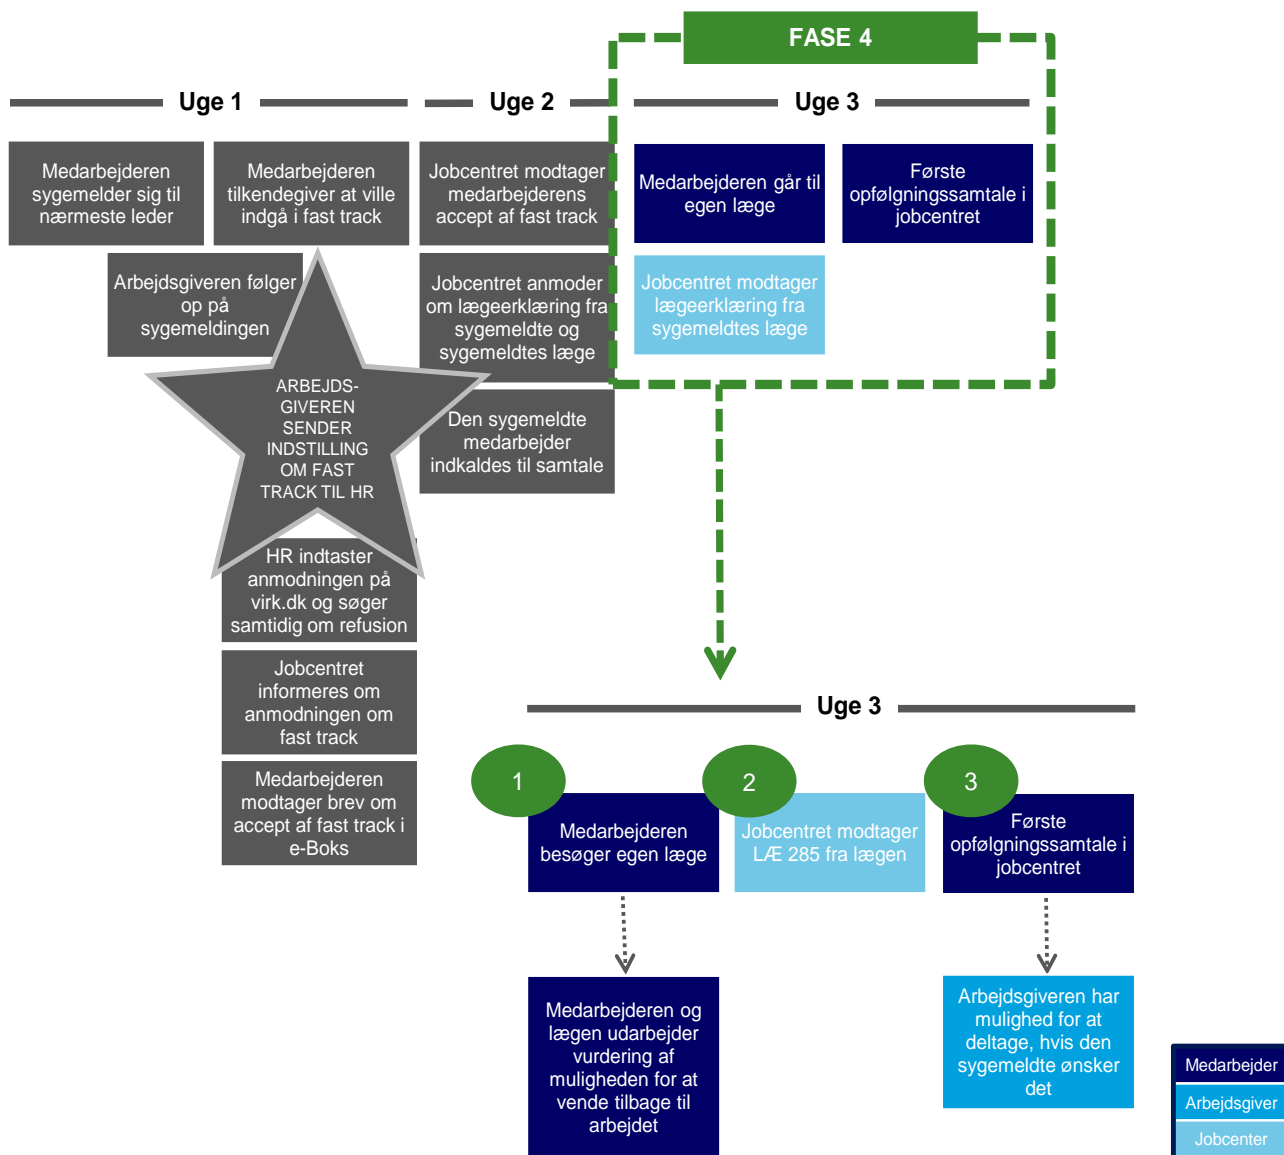 FASE 4
Uge 1
Uge 2
Uge 3
Medarbejderen
sygemelder sig til
nærmeste leder
Medarbejderen
tilkendegiver at ville
indgå i fast track
Jobcentret modtager
medarbejderens
accept af fast track
Medarbejderen går til
egen læge
Første
opfølgningssamtale i
jobcentret
Arbejdsgiveren følger
op på
sygemeldingen
Jobcentret anmoder
om lægeerklæring fra
sygemeldte og
sygemeldtes læge
Jobcentret modtager
lægeerklæring fra
sygemeldtes læge
ARBEJDS-
GIVEREN
SENDER
INDSTILLING
OM FAST
TRACK TIL HR
Den sygemeldte
medarbejder
indkaldes til samtale
HR indtaster
anmodningen på
virk.dk og søger
samtidig om refusion
Jobcentret
informeres om
anmodningen om
fast track
Medarbejderen
modtager brev om
accept af fast track i
e-Boks
Uge 3
1
Medarbejderen
besøger egen læge
2
Jobcentret modtager
LÆ 285 fra lægen
3
Første
opfølgningssamtale i
jobcentret
Medarbejderen og
lægen udarbejder
vurdering af
muligheden for at
vende tilbage til
arbejdet
Arbejdsgiveren har
mulighed for at
deltage, hvis den
sygemeldte ønsker
det
Medarbejder
Arbejdsgiver
Jobcenter